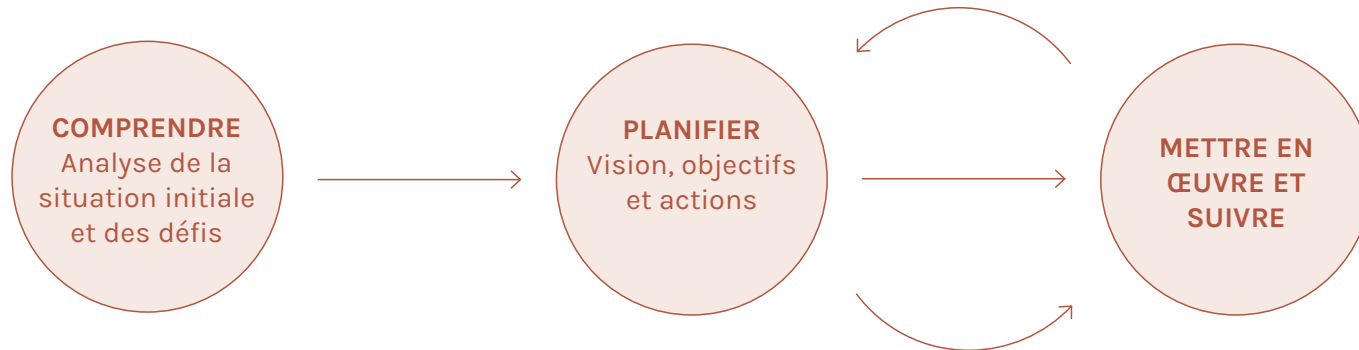 COMPRENDRE
Analyse de la
situation initiale
et des défis
PLANIFIER
Vision, objectifs
et actions
METTRE EN
ŒUVRE ET
SUIVRE